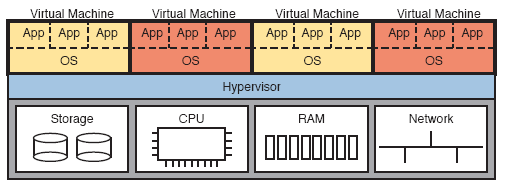 Virtual Machine Virtual Machine Virtual Machine Virtual Machine
App App App App App App App App App App App App
OS OS OS OS
Hypervisor
Storage CPU RAM Network